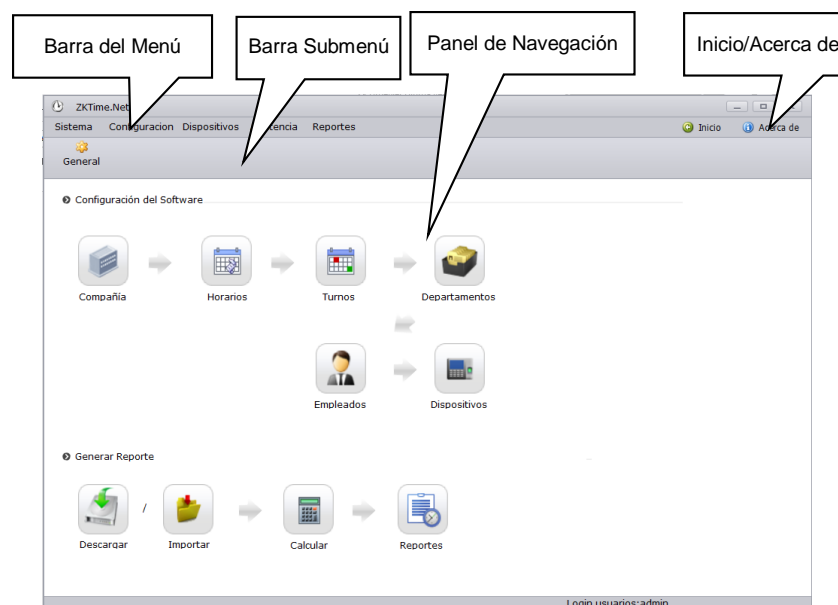 Barra del Menú
Barra Submenú
Panel de Navegación
Inicio/Acerca de
ZKTime.Net
Sistema Configuracion Dispositivos Reportes
Inicio Acerca de
General
Configuración del Software
Compañía Horarios Turnos Departamentos
Empleados Dispositivos
Generar Reporte
/
Descargar Importar Calcular Reportes
Login usuarios:admin